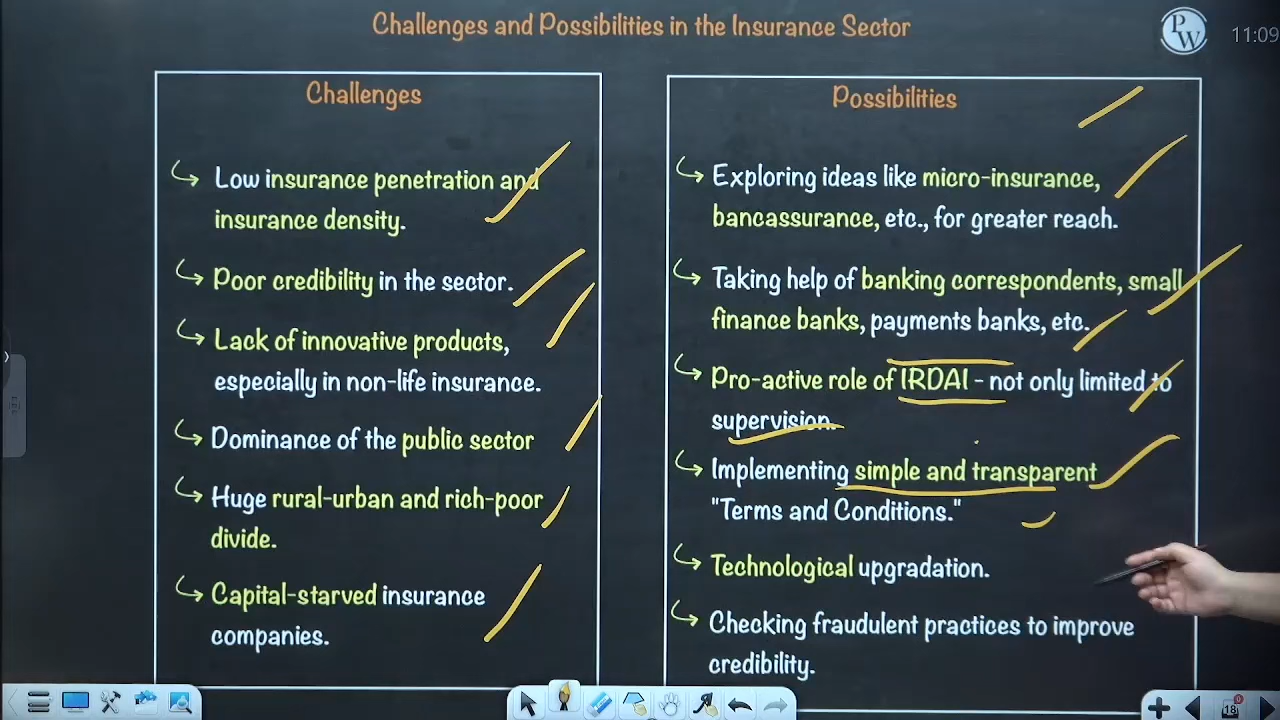 Challenges and Possibilities in the Insurance Sector
PW
11:09
Challenges
Low insurance penetration and
insurance density.
Poor credibility in the sector.
Lack of innovative products,
especially in non-life insurance.
Dominance of the public sector
Huge rural-urban and rich-poor
divide.
Capital-starved insurance
companies.
Possibilities
Exploring ideas like micro-insurance,
bancassurance, etc., for greater reach.
Taking help of banking correspondents, small
finance banks, payments banks, etc.
Pro-active role of IRDAI - not only limited to
supervision.
Implementing simple and transparent
"Terms and Conditions."
Technological upgradation.
Checking fraudulent practices to improve
credibility.
18